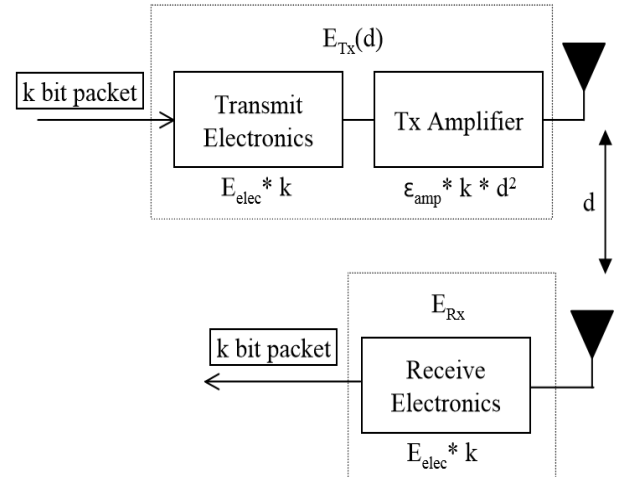 E_Tx(d)
k bit packet
Transmit
Electronics
Tx Amplifier
E_elec* k
ε_amp* k * d²
d
E_Rx
k bit packet
Receive
Electronics
E_elec* k